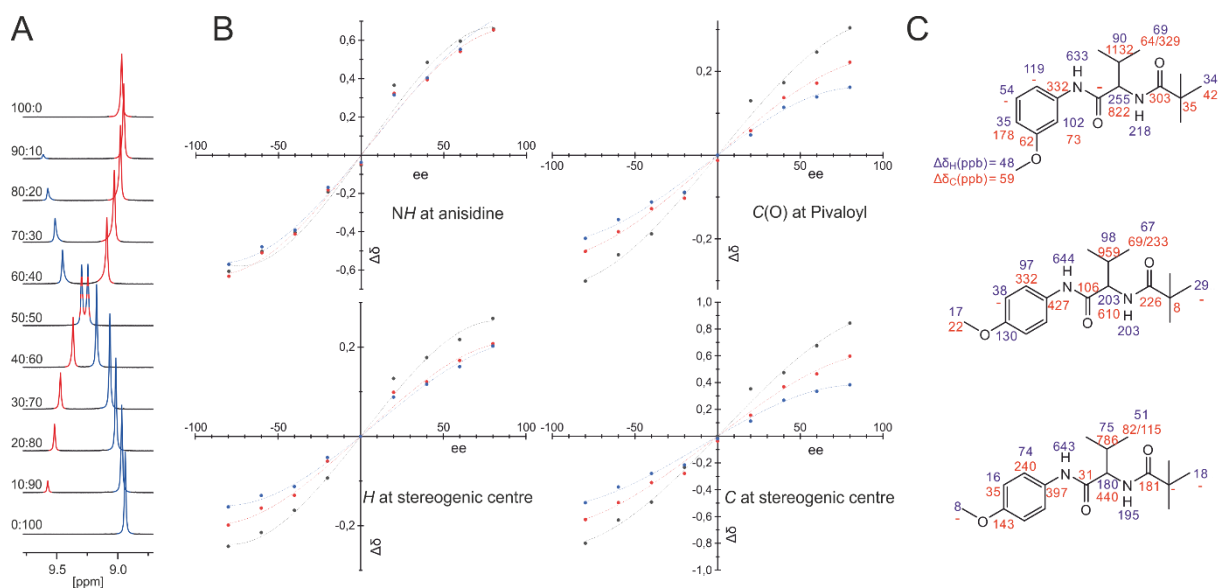 A
100:0
90:10
80:20
70:30
60:40
50:50
40:60
30:70
20:80
10:90
0:100
9.5 9.0
[ppm]
B
0,6
0,4
0,2
-100 -50 50 100
ee
-0,2
-0,4
-0,6
Δδ
NH at anisidine
0,2
-100 -50 50 100
ee
-0,2
Δδ
C(O) at Pivaloyl
0,2
-100 -50 50 100
ee
-0,2
Δδ
H at stereogenic centre
1,0
0,8
0,6
0,4
0,2
-100 -50 50 100
ee
-0,2
-0,4
-0,6
-0,8
-1,0
Δδ
C at stereogenic centre
C
69
90 64/329
633 1132
H
119 O 34
- 332 N - 255 N 303 42
54 822 35
- O H
35 102 218
178 62 73
O
ΔδH(ppb) = 48
ΔδC(ppb) = 59
67
98 69/233
644 959
97 H O
332 N 106 203 N 226 29
38 610 8 -
- 427 O H
17 203
22 O 130
51
75 82/115
643 786
74 H O
240 N 31 180 N 181 18
16 440 - -
35 397 O H
8 195
- O 143